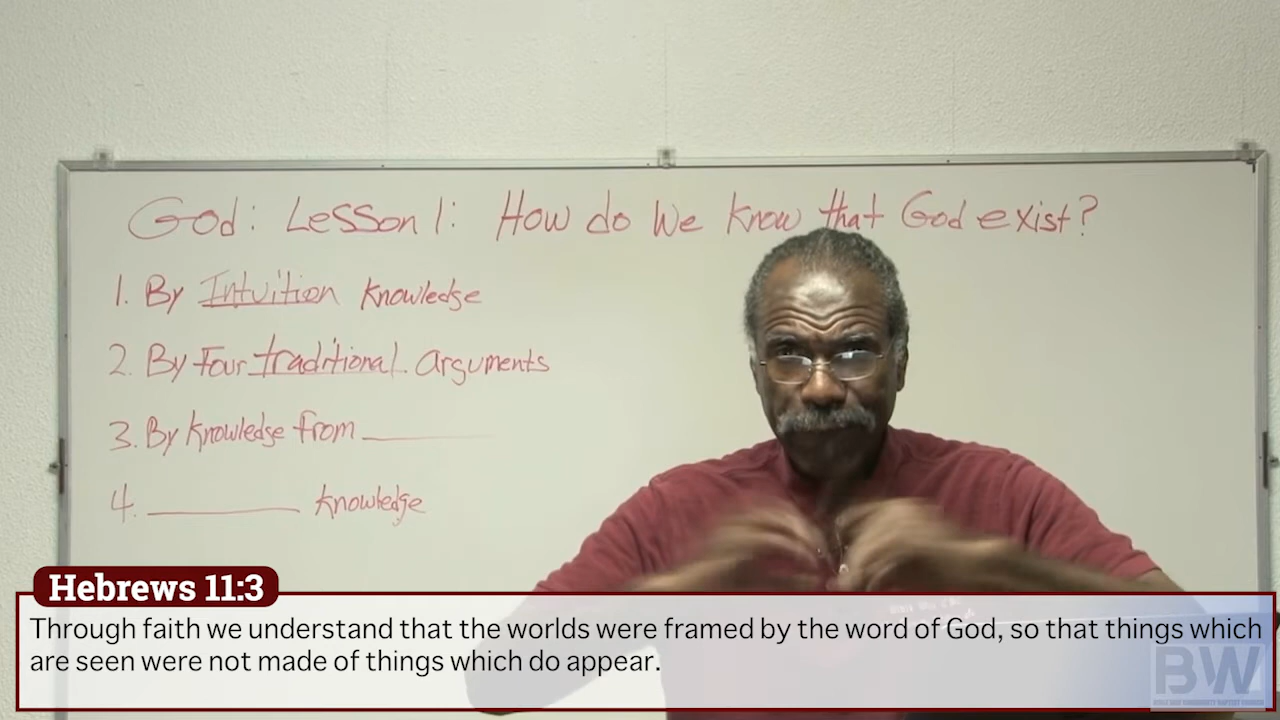 God: Lesson 1: How do we know that God exist?
1. By Intuition knowledge
2. By Four traditional arguments
3. By knowledge from
4. knowledge
Hebrews 11:3
Through faith we understand that the worlds were framed by the word of God, so that things which
are seen were not made of things which do appear.
BW